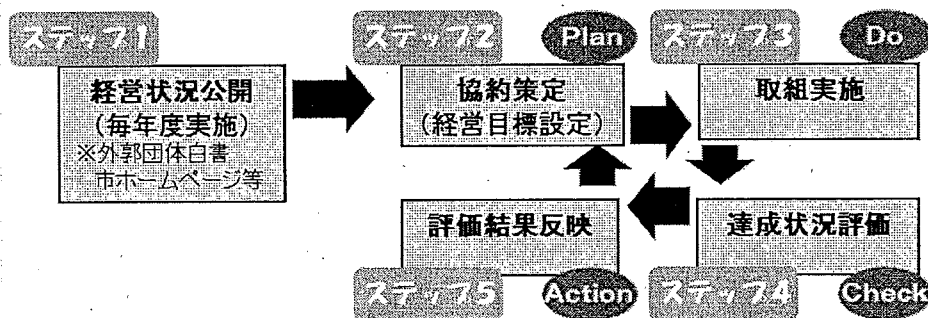 ステップ1
経営状況公開
（毎年度実施）
※外郭団体白書
市ホームページ等
ステップ2
Plan
協約策定
（経営目標設定）
ステップ3
Do
取組実施
ステップ4
Check
達成状況評価
ステップ5
Action
評価結果反映